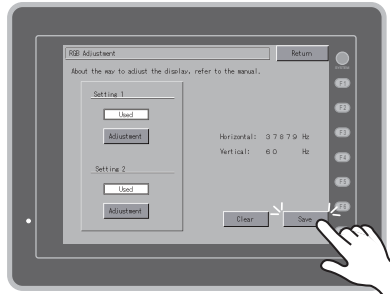 RGB Adjustment Return
SYSTEM
About the way to adjust the display, refer to the manual.
F1
Setting 1
Used
F2
Adjustment
Horizontal: 37879 Hz
F3
Vertical: 60 Hz
F4
Setting 2
Used
F5
Adjustment
Clear Save
F6